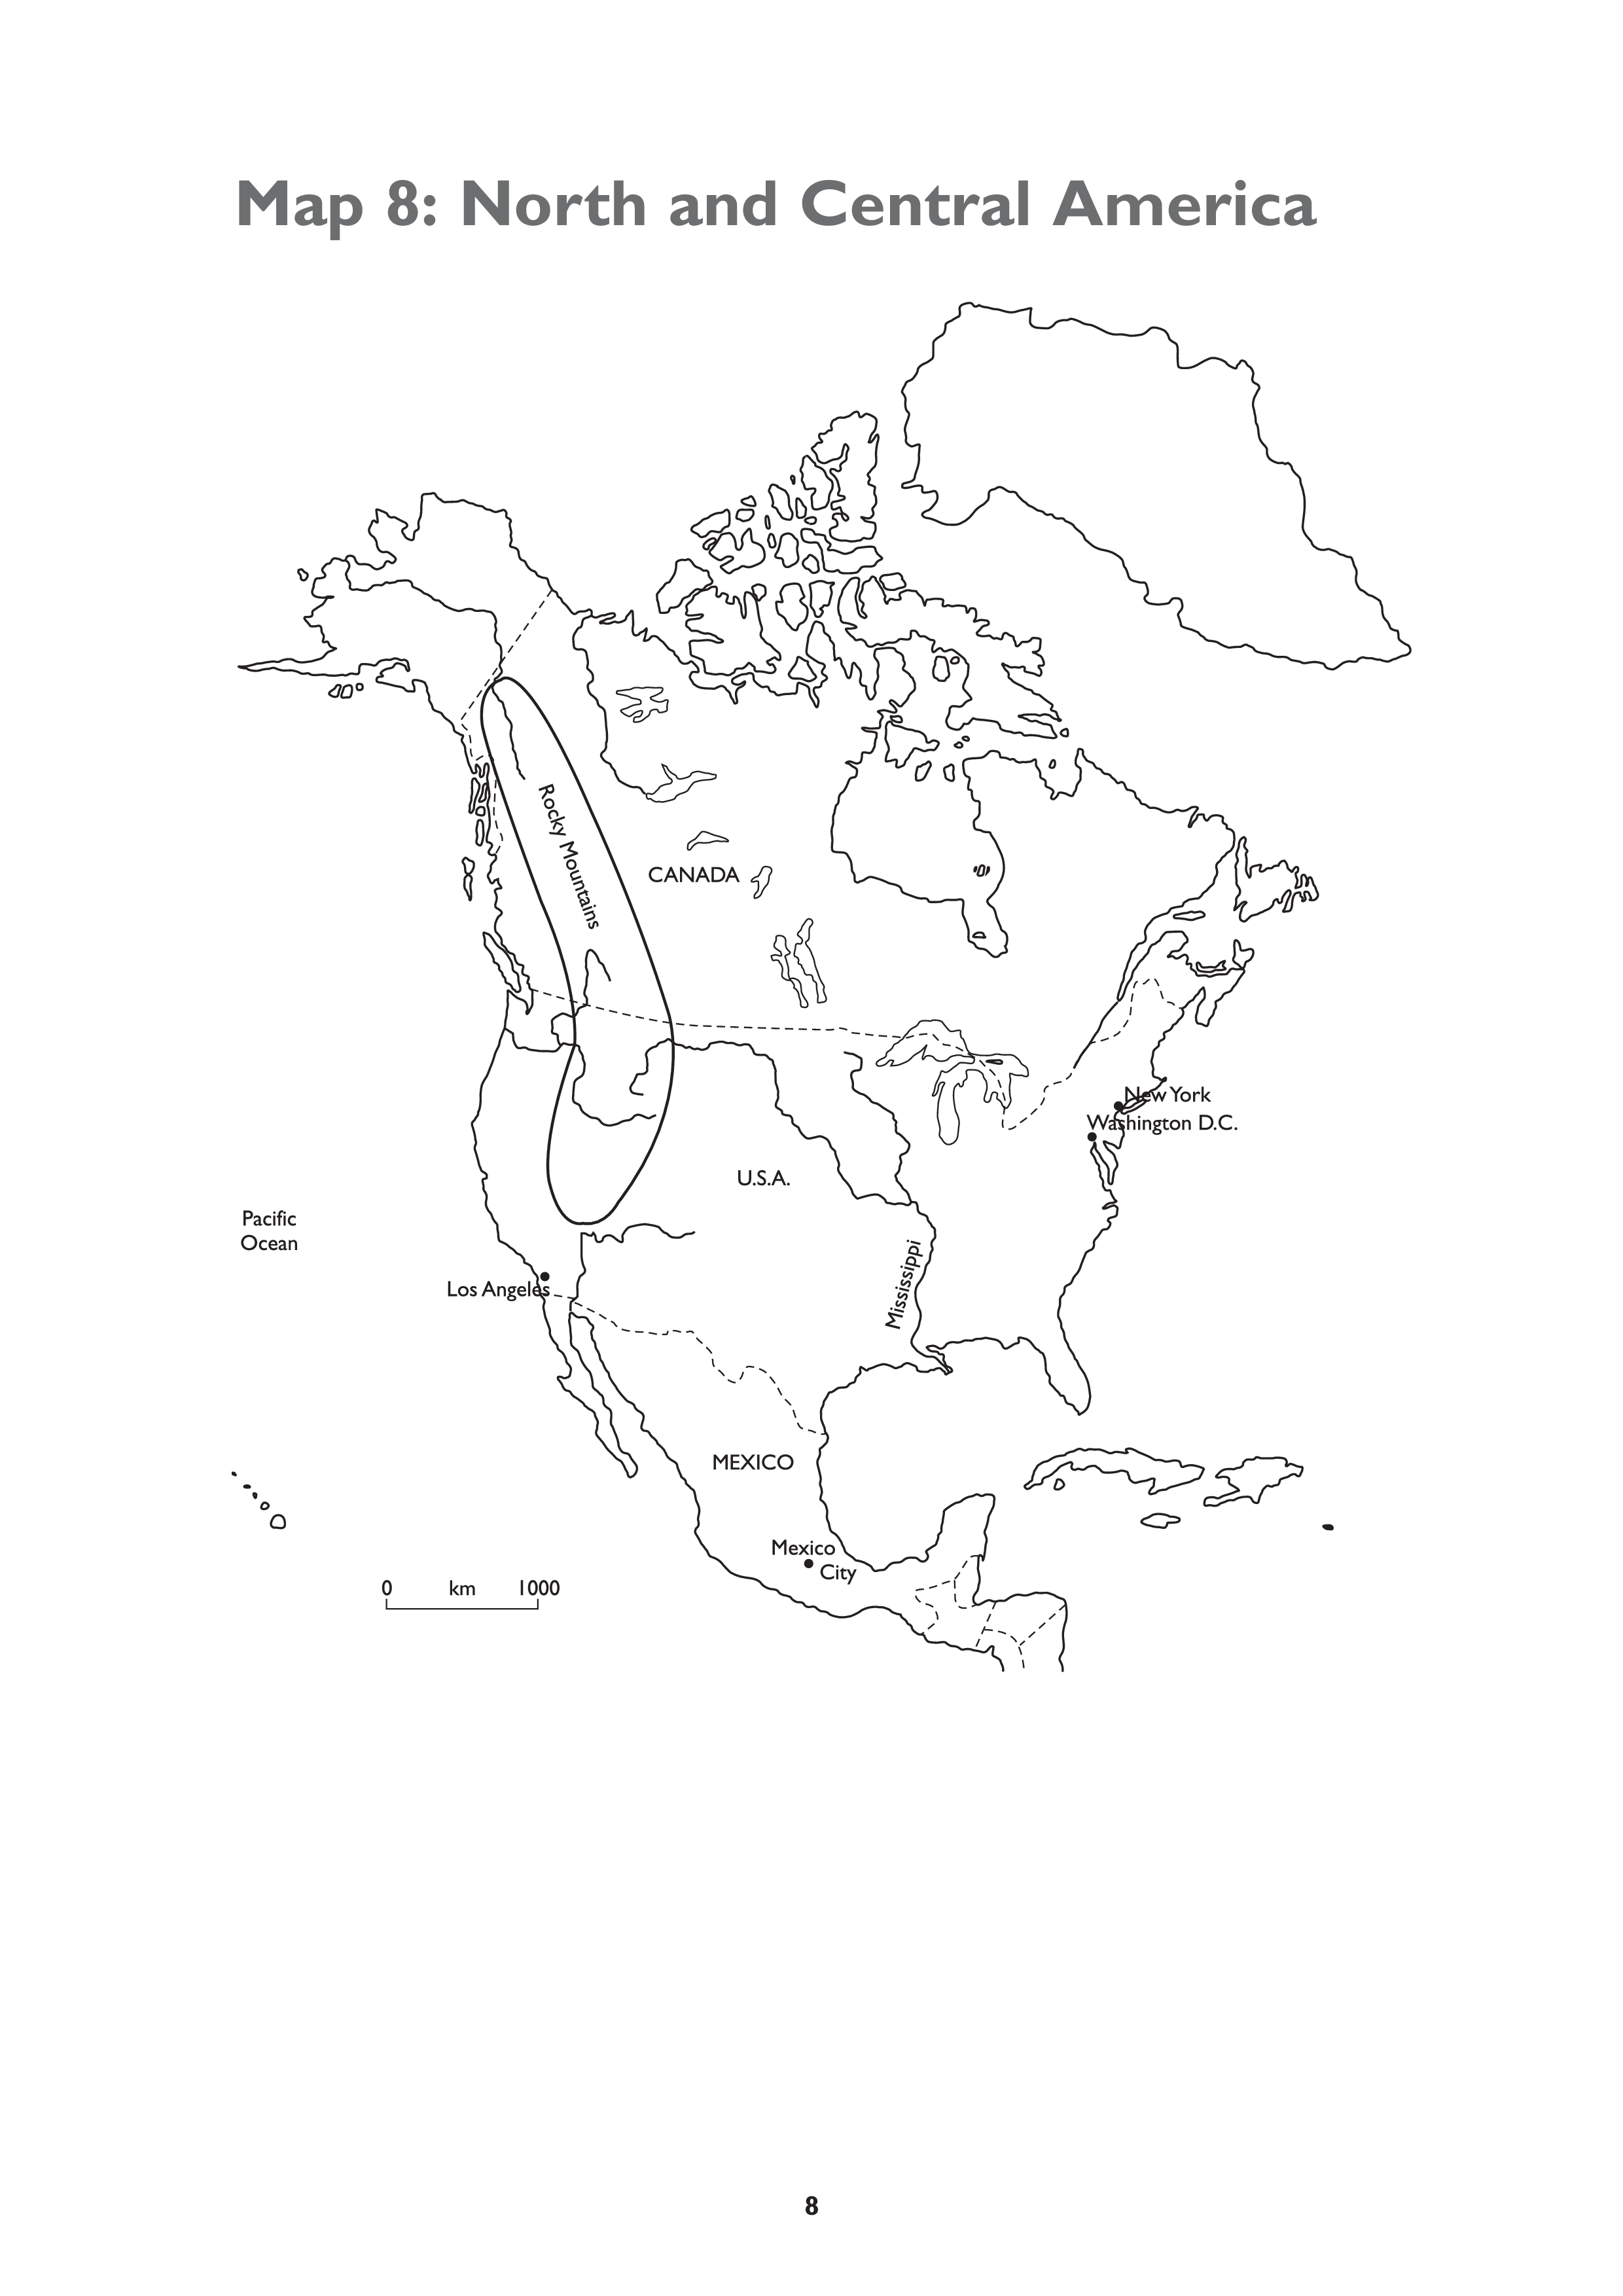 Map 8: North and Central America
Rocky Mountains
CANADA
New York
Washington D.C.
U.S.A.
Pacific
Ocean
Mississippi
Los Angeles
MEXICO
Mexico
City
0 km 1000
8